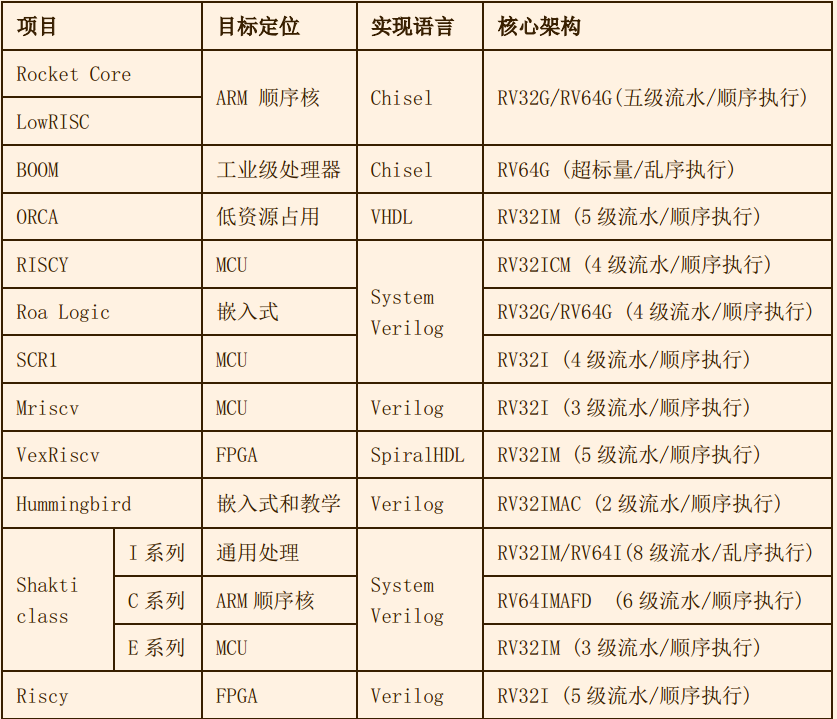 项目 目标定位 实现语言 核心架构
Rocket Core
LowRISC
ARM 顺序核 Chisel RV32G/RV64G(五级流水/顺序执行)
BOOM 工业级处理器 Chisel RV64G (超标量/乱序执行)
ORCA 低资源占用 VHDL RV32IM (5 级流水/顺序执行)
RISCY MCU RV32ICM (4 级流水/顺序执行)
Roa Logic 嵌入式 RV32G/RV64G (4 级流水/顺序执行)
SCR1 MCU RV32I (4 级流水/顺序执行)
System
Verilog
Mriscv MCU Verilog RV32I (3 级流水/顺序执行)
VexRiscv FPGA SpiralHDL RV32IM (5 级流水/顺序执行)
Hummingbird 嵌入式和教学 Verilog RV32IMAC (2 级流水/顺序执行)
Shakti
class
I 系列 通用处理 RV32IM/RV64I(8 级流水/乱序执行)
C 系列 ARM 顺序核 RV64IMAFD (6 级流水/顺序执行)
E 系列 MCU RV32IM (3 级流水/顺序执行)
System
Verilog
Riscy FPGA Verilog RV32I (5 级流水/顺序执行)